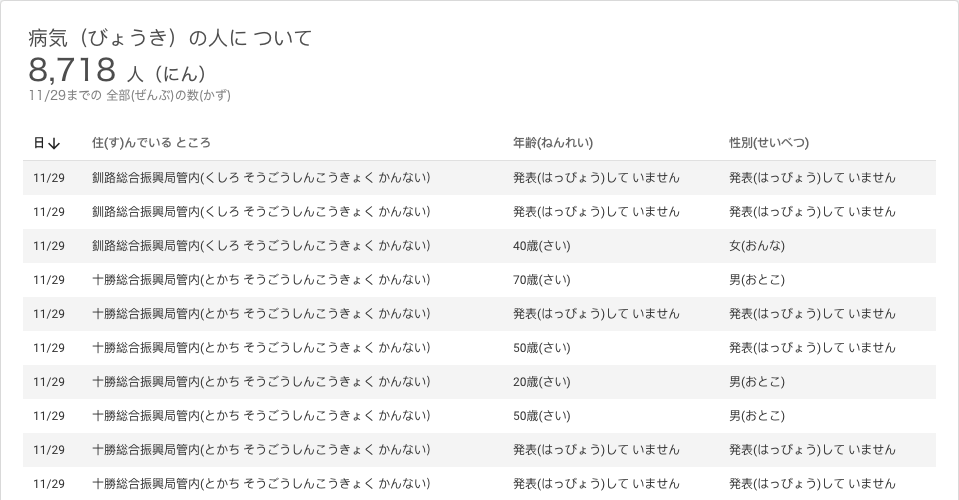 病気（びょうき）の人に ついて
8,718 人（にん）
11/29までの 全部(ぜんぶ)の数(かず)
日↓ 住(す)んでいる ところ 年齢(ねんれい) 性別(せいべつ)
11/29 釧路総合振興局管内(くしろ そうごうしんこうきょく かんない) 発表(はっぴょう)して いません 発表(はっぴょう)して いません
11/29 釧路総合振興局管内(くしろ そうごうしんこうきょく かんない) 発表(はっぴょう)して いません 発表(はっぴょう)して いません
11/29 釧路総合振興局管内(くしろ そうごうしんこうきょく かんない) 40歳(さい) 女(おんな)
11/29 十勝総合振興局管内(とかち そうごうしんこうきょく かんない) 70歳(さい) 男(おとこ)
11/29 十勝総合振興局管内(とかち そうごうしんこうきょく かんない) 発表(はっぴょう)して いません 発表(はっぴょう)して いません
11/29 十勝総合振興局管内(とかち そうごうしんこうきょく かんない) 50歳(さい) 発表(はっぴょう)して いません
11/29 十勝総合振興局管内(とかち そうごうしんこうきょく かんない) 20歳(さい) 男(おとこ)
11/29 十勝総合振興局管内(とかち そうごうしんこうきょく かんない) 50歳(さい) 男(おとこ)
11/29 十勝総合振興局管内(とかち そうごうしんこうきょく かんない) 発表(はっぴょう)して いません 発表(はっぴょう)して いません
11/29 十勝総合振興局管内(とかち そうごうしんこうきょく かんない) 発表(はっぴょう)して いません 発表(はっぴょう)して いません